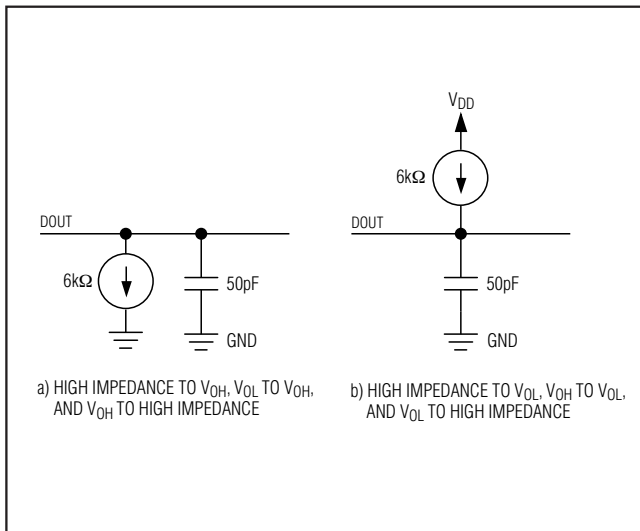 DOUT
6kΩ
50pF
GND
a) HIGH IMPEDANCE TO VOH, VOL TO VOH,
AND VOH TO HIGH IMPEDANCE
VDD
6kΩ
DOUT
50pF
GND
b) HIGH IMPEDANCE TO VOL, VOH TO VOL,
AND VOL TO HIGH IMPEDANCE